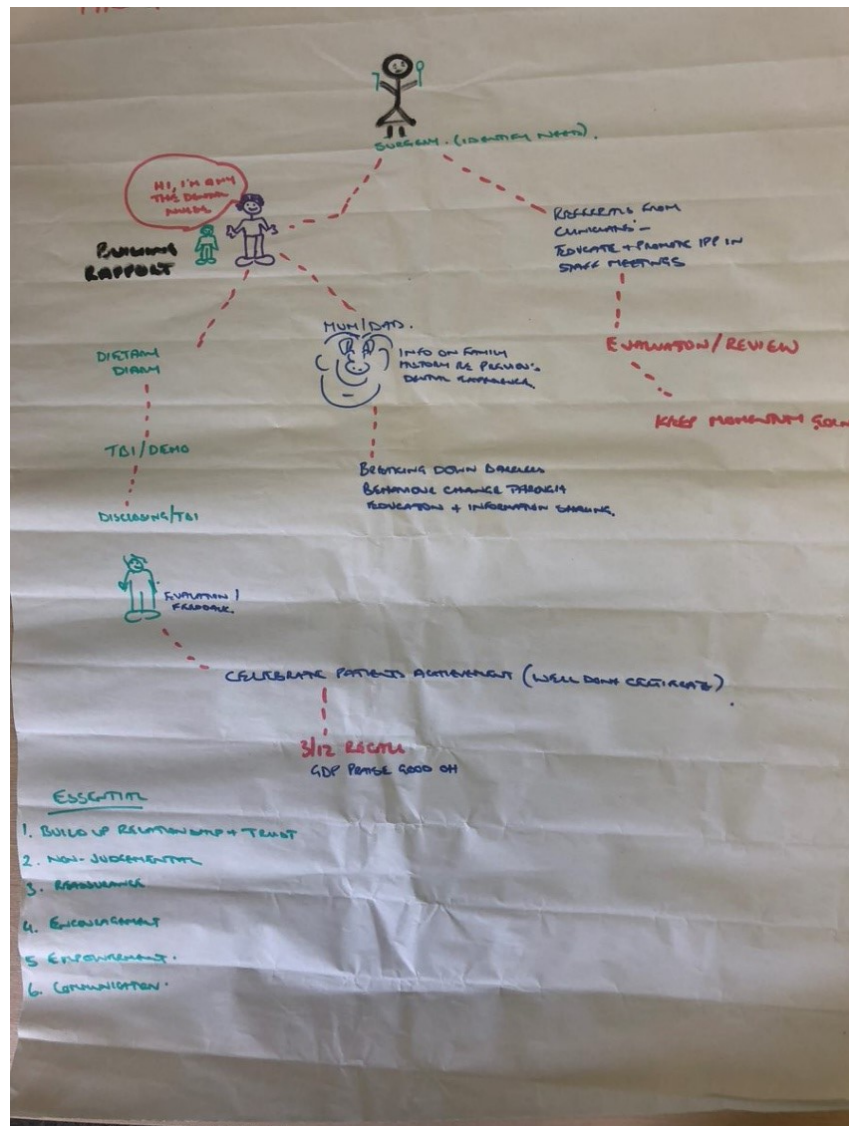 SURGERY. (IDENTIFY NEEDS).
HI, I'M AMY
THE DENTAL
NURSE
BUILDING
RAPPORT
REFERRALS FROM
CLINICIANS -
EDUCATE + PROMOTE IPP IN
STAFF MEETINGS
EVALUATION / REVIEW
KEEP MOMENTUM GOING
MUM/DAD.
INFO ON FAMILY
HISTORY RE PREVIOUS
DENTAL EXPERIENCE
BREAKING DOWN BARRIERS
BEHAVIOUR CHANGE THROUGH
EDUCATION + INFORMATION SHARING.
DIETARY
DIARY
TBI/DEMO
DISCLOSING/TBI
EVALUATION /
FEEDBACK.
CELEBRATE PATIENTS ACHIEVEMENT (WELL DONE CERTIFICATE).
3/12 RECALL
GDP PRAISE GOOD OH
ESSENTIAL
1. BUILD UP RELATIONSHIP + TRUST
2. NON-JUDGEMENTAL
3. REASSURANCE
4. ENCOURAGEMENT
5 EMPOWERMENT.
6. COMMUNICATION.